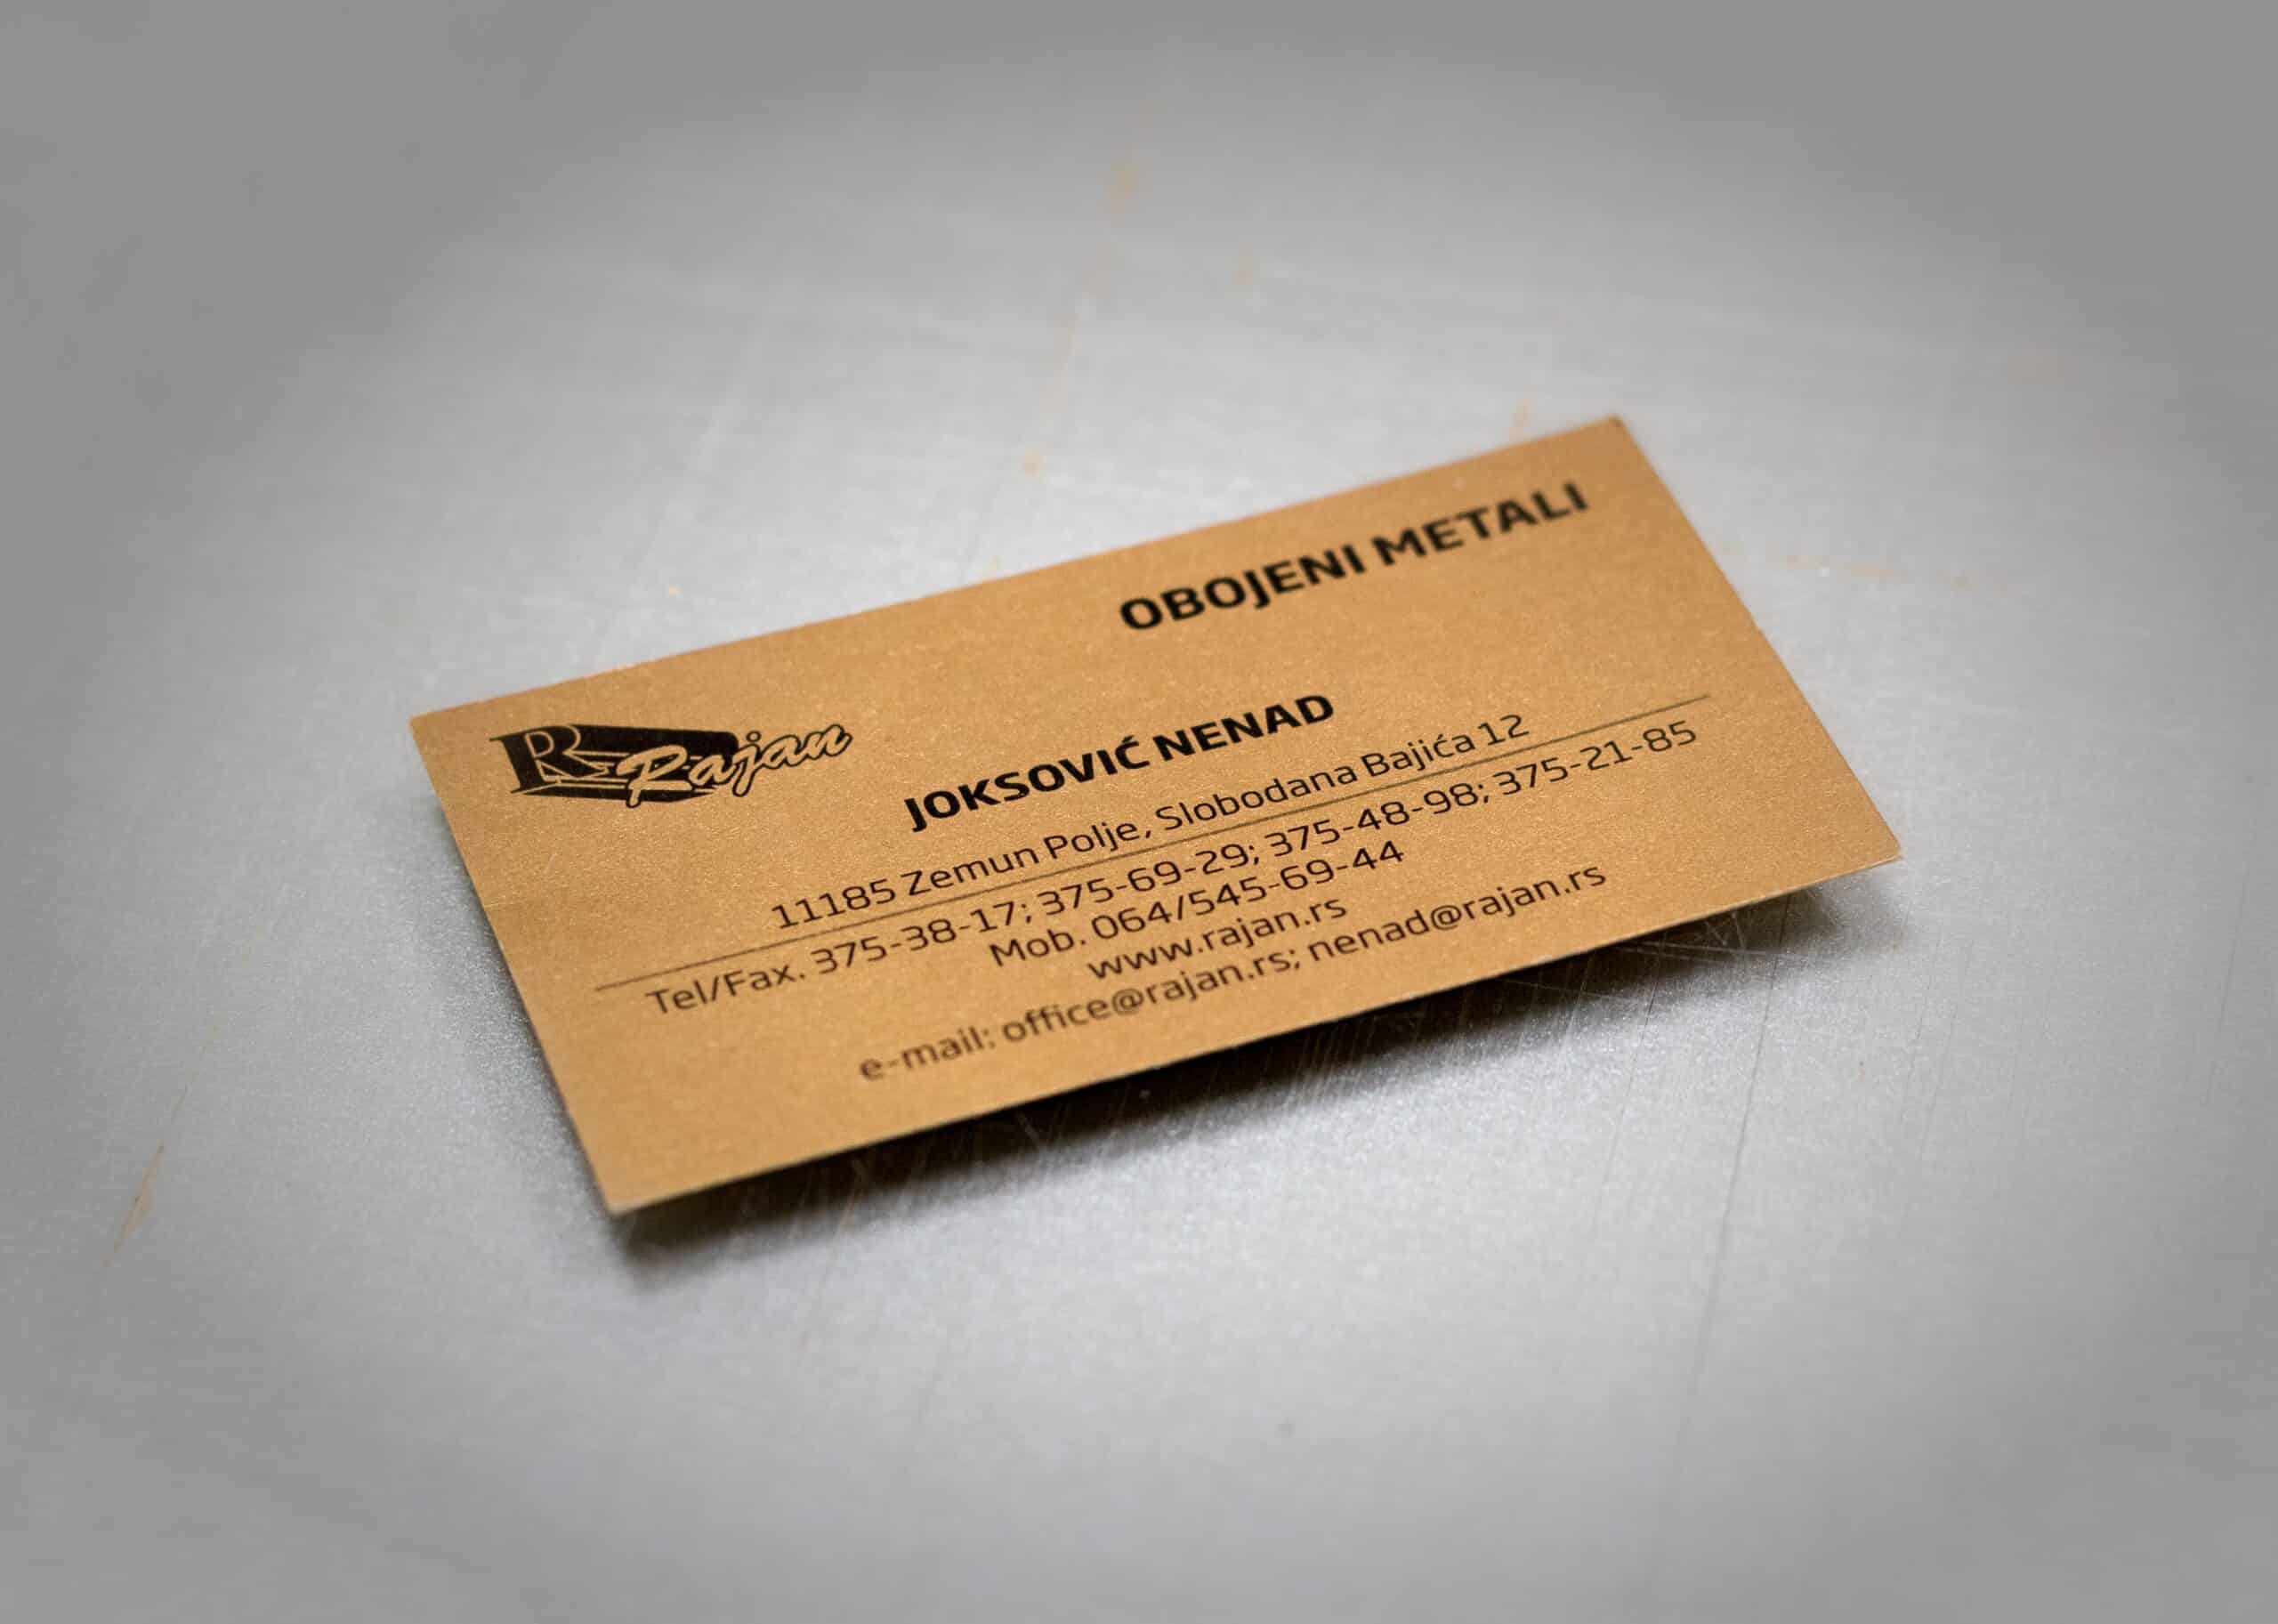 OBOJENI METALI
R Rajan
JOKSOVIĆ NENAD
11185 Zemun Polje, Slobodana Bajića 12
Tel/Fax. 375-38-17; 375-69-29; 375-48-98; 375-21-85
Mob. 064/545-69-44
www.rajan.rs
e-mail: office@rajan.rs; nenad@rajan.rs